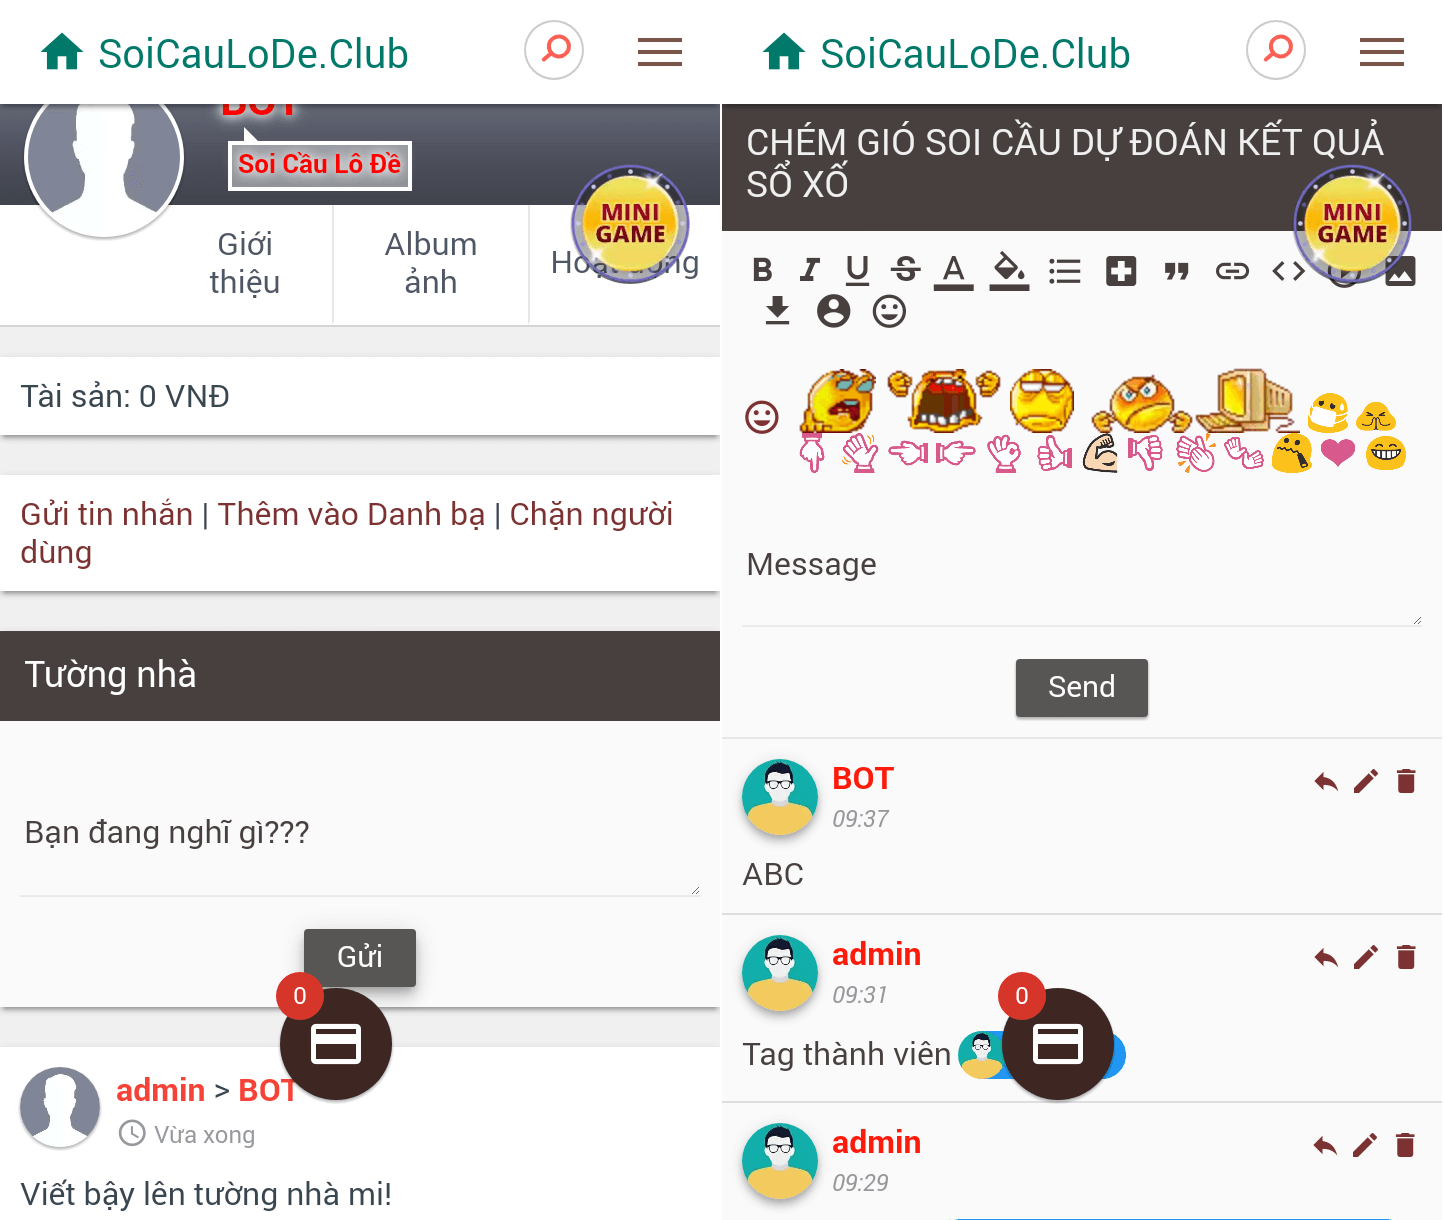 SoiCauLoDe.Club
BOT
Soi Cầu Lô Đề
MINI
GAME
Giới
thiệu
Album
ảnh
Hoạt động
Tài sản: 0 VNĐ
Gửi tin nhắn | Thêm vào Danh bạ | Chặn người
dùng
Tường nhà
Bạn đang nghĩ gì???
Gửi
0
admin > BOT
Vừa xong
Viết bậy lên tường nhà mi!
SoiCauLoDe.Club
CHÉM GIÓ SOI CẦU DỰ ĐOÁN KẾT QUẢ
SỔ XỐ
MINI
GAME
Message
Send
BOT
09:37
ABC
admin
09:31
Tag thành viên
0
admin
09:29